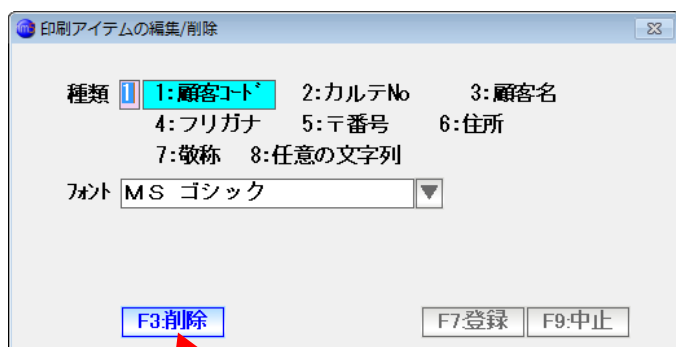 印刷アイテムの編集/削除
種類 1 1:顧客ｺｰﾄﾞ 2:カルテNo 3:顧客名
4:フリガナ 5:〒番号 6:住所
7:敬称 8:任意の文字列
ﾌｫﾝﾄ ＭＳ ゴシック
F3:削除 F7:登録 F9:中止